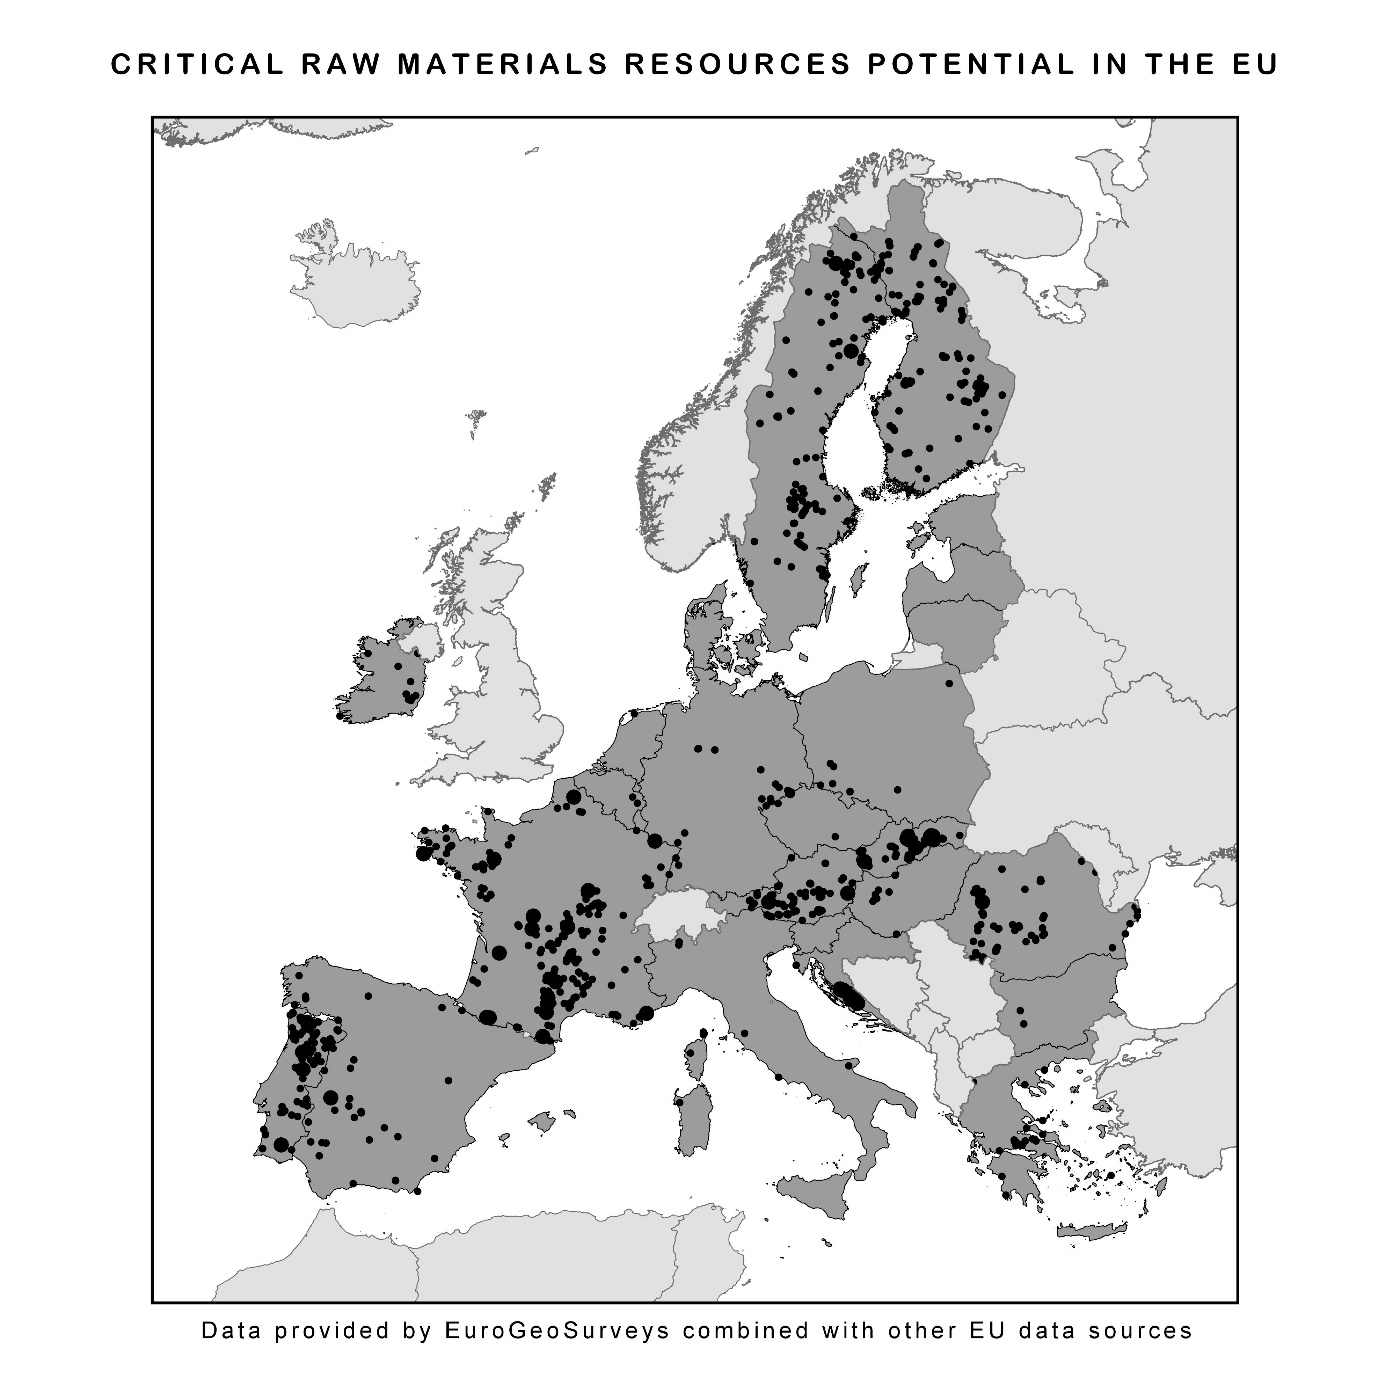 CRITICAL RAW MATERIALS RESOURCES POTENTIAL IN THE EU
Data provided by EuroGeoSurveys combined with other EU data sources